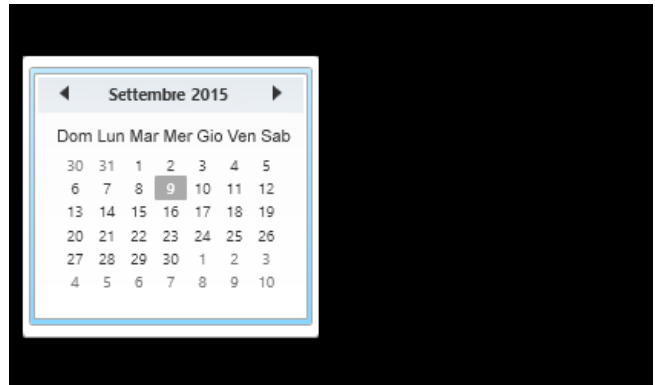 Settembre 2015
Dom Lun Mar Mer Gio Ven Sab
30 31 1 2 3 4 5
6 7 8 9 10 11 12
13 14 15 16 17 18 19
20 21 22 23 24 25 26
27 28 29 30 1 2 3
4 5 6 7 8 9 10